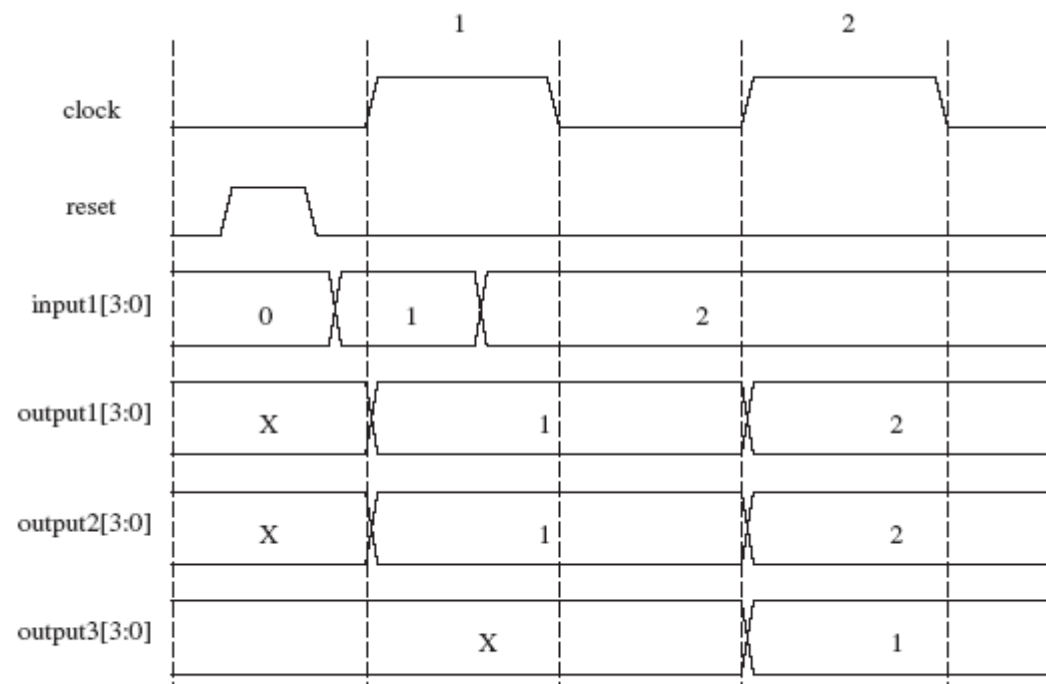 1 2
clock
reset
input1[3:0] 0 1 2
output1[3:0] X 1 2
output2[3:0] X 1 2
output3[3:0] X 1